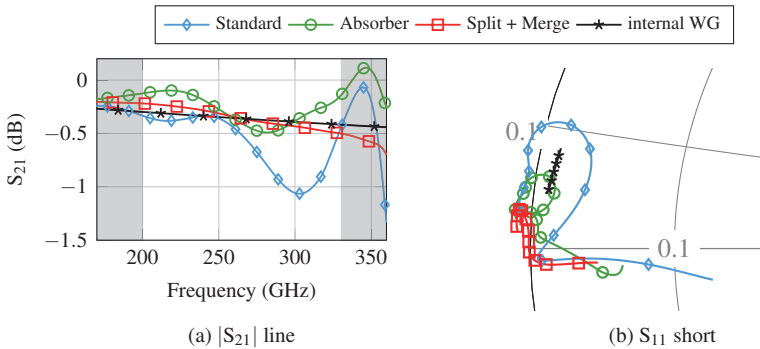 Standard Absorber Split + Merge internal WG
0
−0.5
−1
−1.5
S21 (dB)
200 250 300 350
Frequency (GHz)
(a) |S21| line
0.1
0.1
(b) S11 short